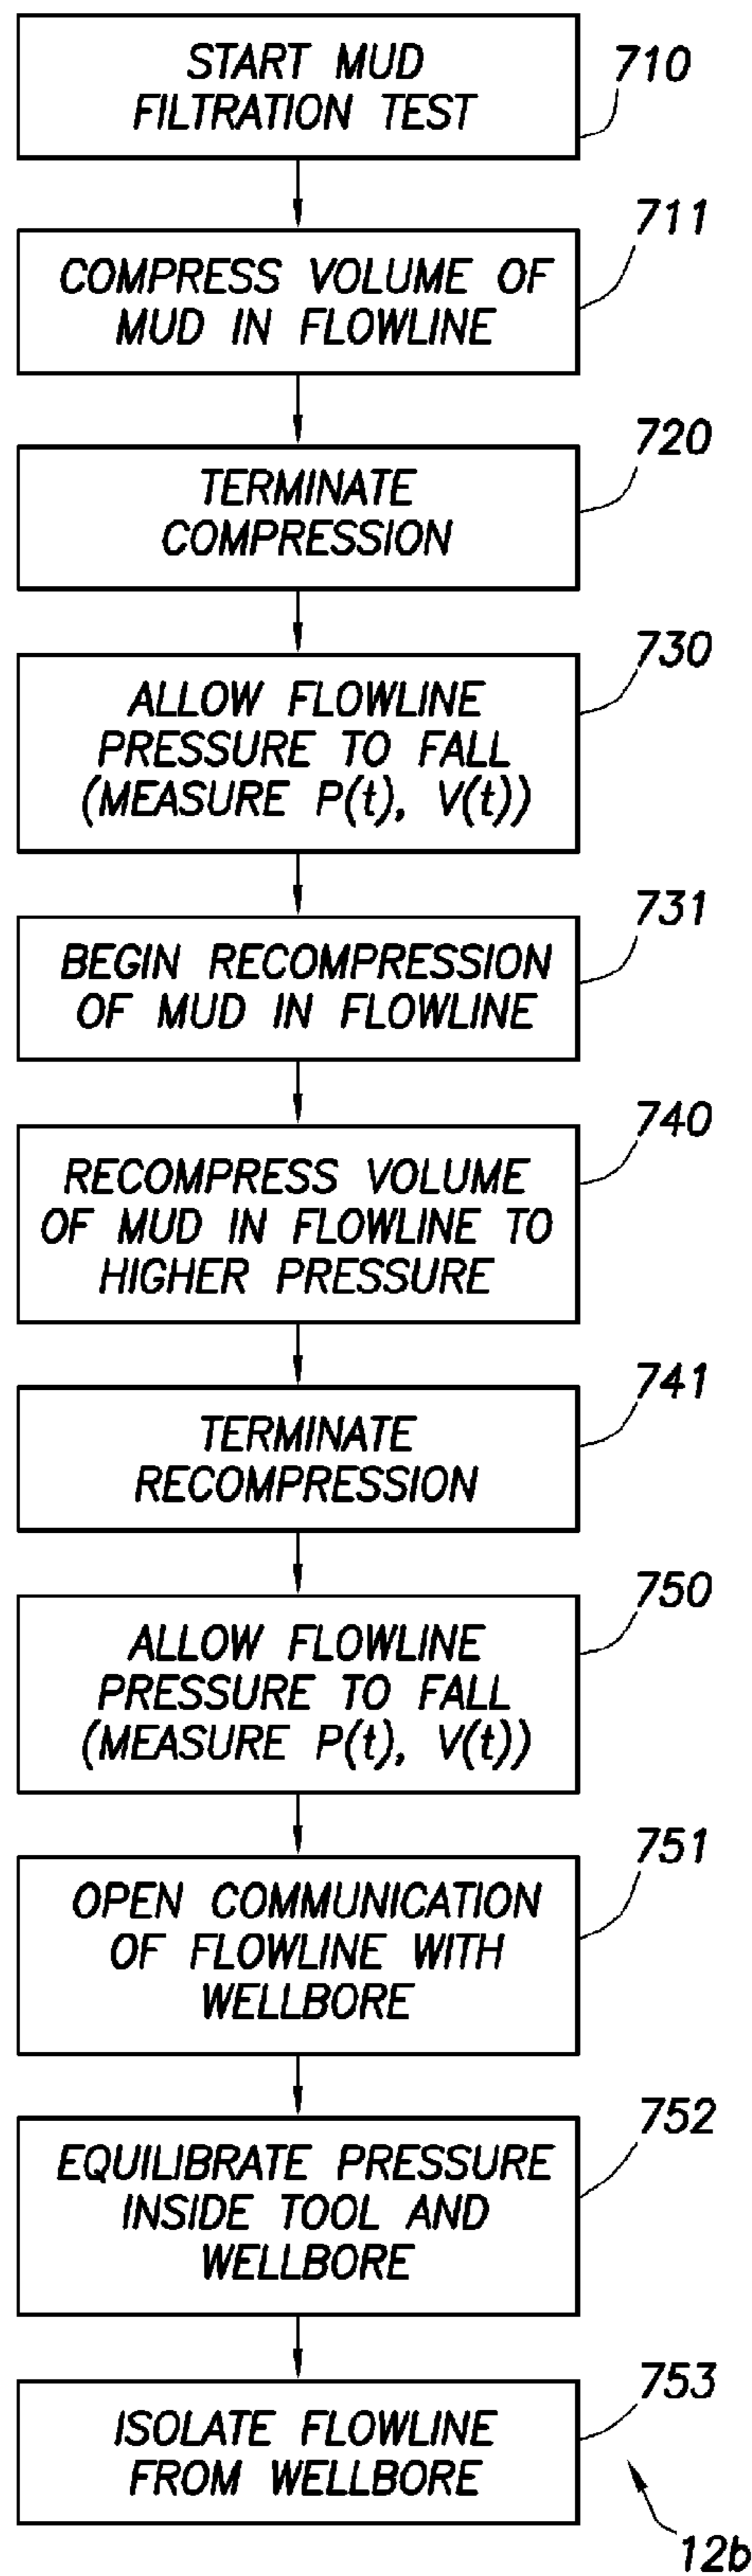 START MUD
FILTRATION TEST
710
COMPRESS VOLUME OF
MUD IN FLOWLINE
711
TERMINATE
COMPRESSION
720
ALLOW FLOWLINE
PRESSURE TO FALL
(MEASURE P(t), V(t))
730
BEGIN RECOMPRESSION
OF MUD IN FLOWLINE
731
RECOMPRESS VOLUME
OF MUD IN FLOWLINE TO
HIGHER PRESSURE
740
TERMINATE
RECOMPRESSION
741
ALLOW FLOWLINE
PRESSURE TO FALL
(MEASURE P(t), V(t))
750
OPEN COMMUNICATION
OF FLOWLINE WITH
WELLBORE
751
EQUILIBRATE PRESSURE
INSIDE TOOL AND
WELLBORE
752
ISOLATE FLOWLINE
FROM WELLBORE
753
12b